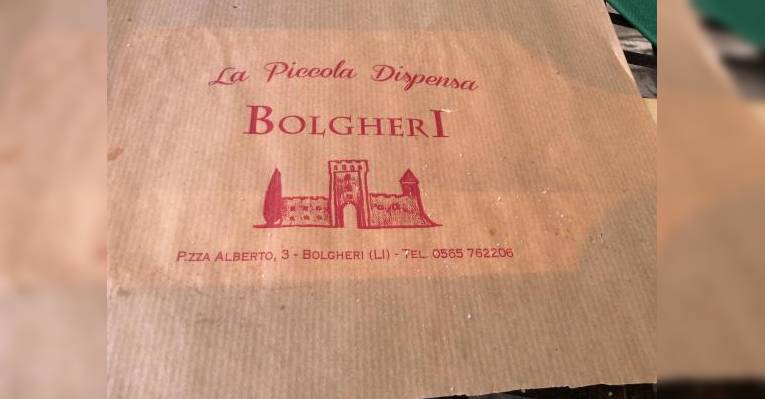 La Piccola Dispensa
BOLGHERI
P.ZZA ALBERTO, 3 - BOLGHERI (LI) - TEL. 0565 762206